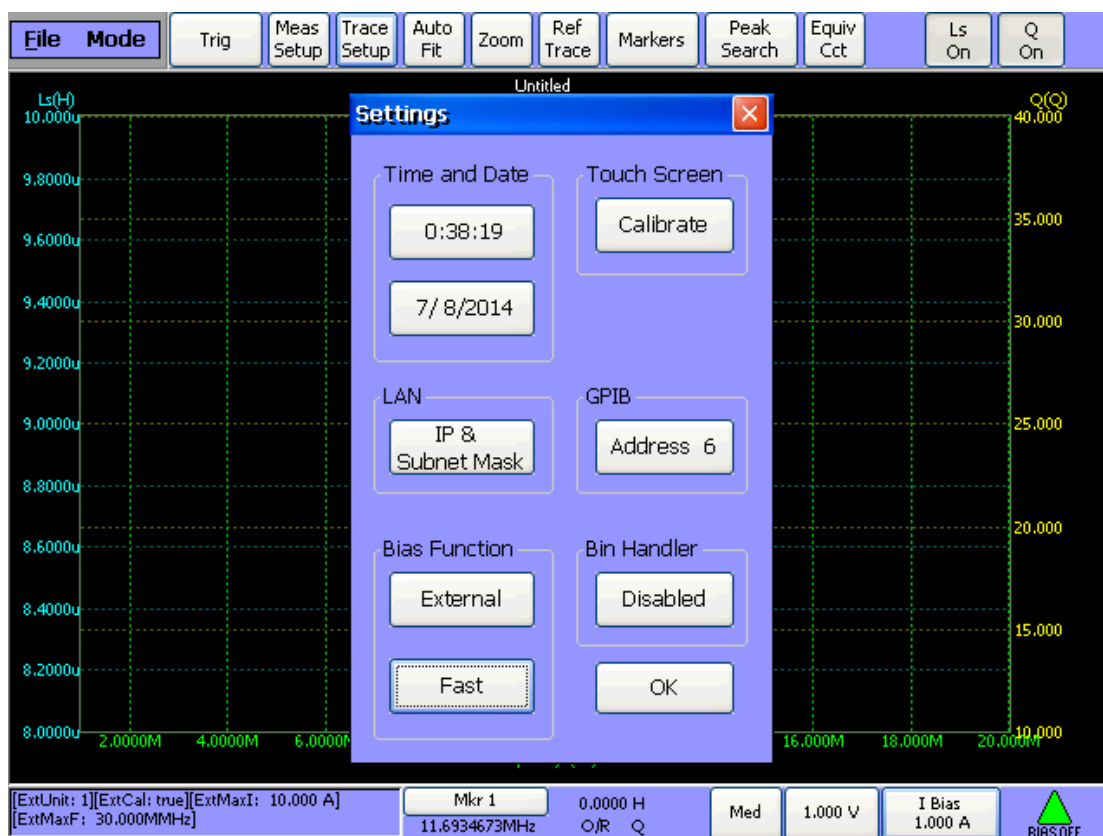 File Mode
Trig
Meas Setup
Trace Setup
Auto Fit
Zoom
Ref Trace
Markers
Peak Search
Equiv Cct
Ls On
Q On
Untitled
Ls(H)
Q(Q)
10.000u
9.8000u
9.6000u
9.4000u
9.2000u
9.0000u
8.8000u
8.6000u
8.4000u
8.2000u
8.0000u
40.000
35.000
30.000
25.000
20.000
15.000
10.000
2.0000M
4.0000M
6.0000M
16.000M
18.000M
20.000M
Settings
Time and Date
0:38:19
7/ 8/2014
Touch Screen
Calibrate
LAN
IP &
Subnet Mask
GPIB
Address 6
Bias Function
External
Fast
Bin Handler
Disabled
OK
[ExtUnit: 1][ExtCal: true][ExtMaxI: 10.000 A]
[ExtMaxF: 30.000MMHz]
Mkr 1
11.6934673MHz
0.0000 H
O/R Q
Med
1.000 V
I Bias
1.000 A
BIAS OFF